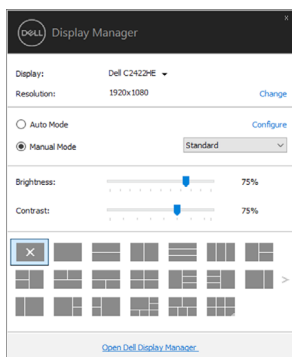 x
DELL Display Manager
Display: Dell C2422HE
Resolution: 1920x1080 Change
Auto Mode Configure
Manual Mode Standard
Brightness: 75%
Contrast: 75%
Open Dell Display Manager